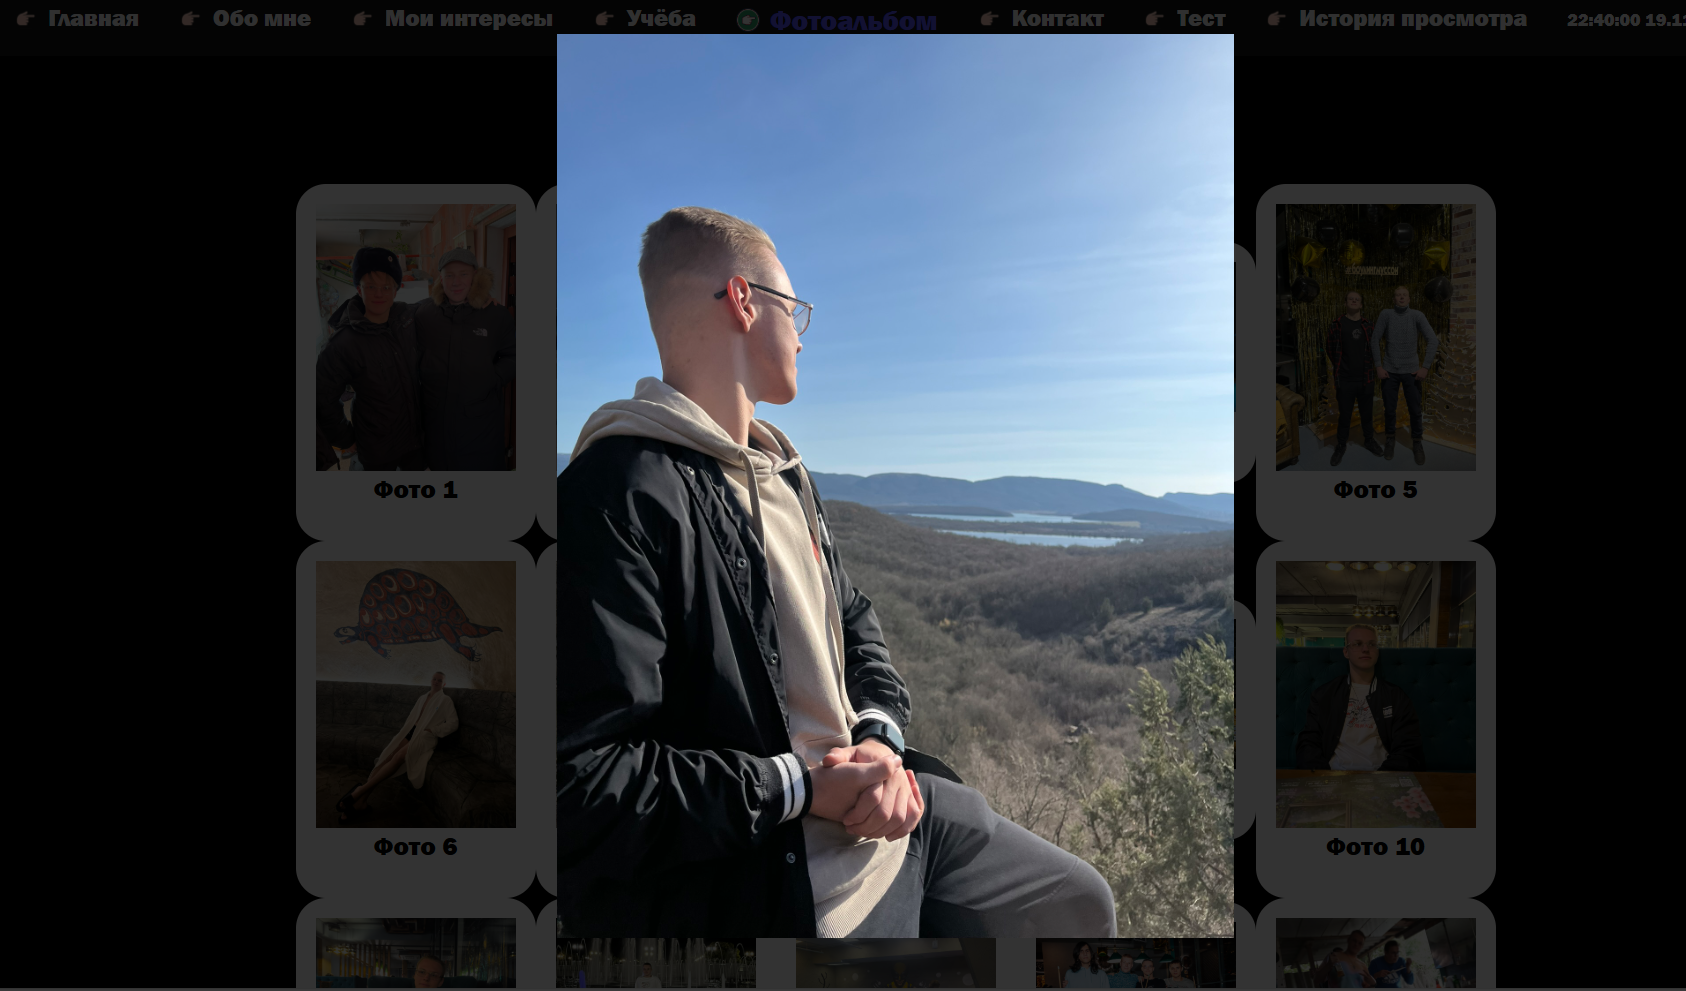 Главная Обо мне Мои интересы Учёба Фотоальбом Контакт Тест История просмотра 22:40:00 19.1
Фото 1
Фото 5
Фото 6
Фото 10